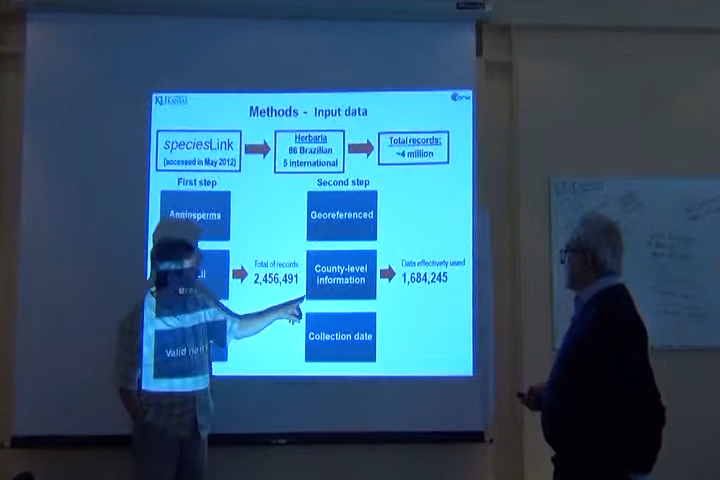 KU KANSAS
Methods - Input data
speciesLink
(accessed in May 2012)
Herbaria
86 Brazilian
5 international
Total records:
~4 million
First step
Second step
Angiosperms
Georeferenced
Total of records
2,456,491
County-level
information
Data effectively used
1,684,245
Valid
Collection date